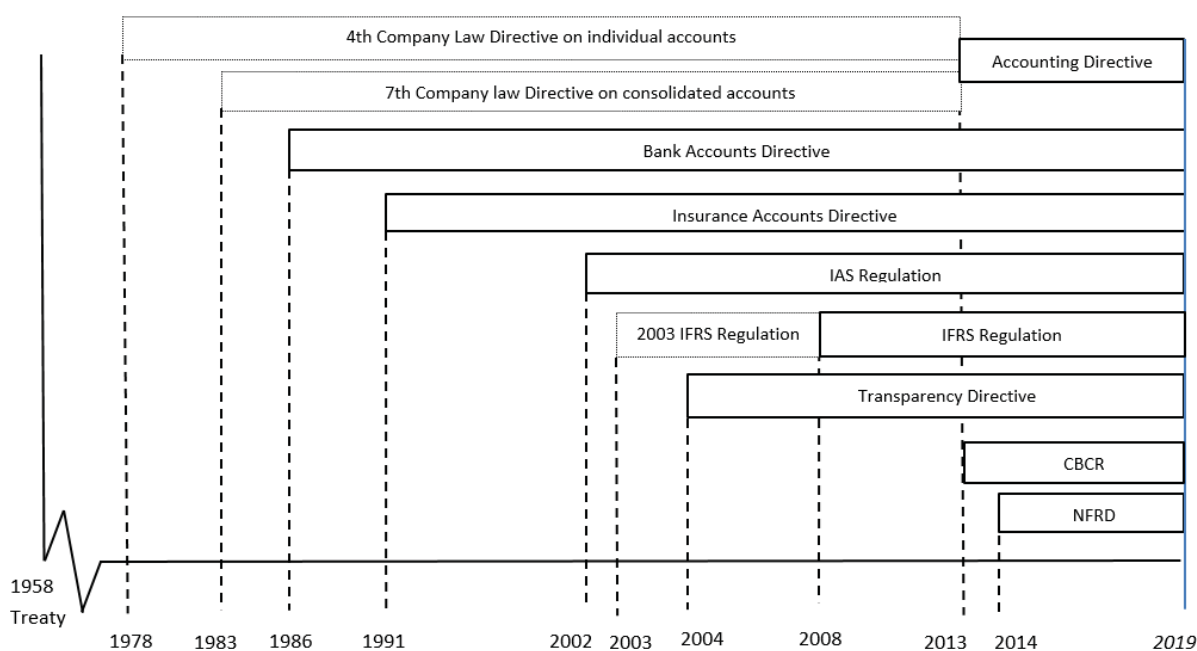 4th Company Law Directive on individual accounts
Accounting Directive
7th Company law Directive on consolidated accounts
Bank Accounts Directive
Insurance Accounts Directive
IAS Regulation
2003 IFRS Regulation
IFRS Regulation
Transparency Directive
CBCR
NFRD
1958
Treaty
1978
1983
1986
1991
2002
2003
2004
2008
2013
2014
2019